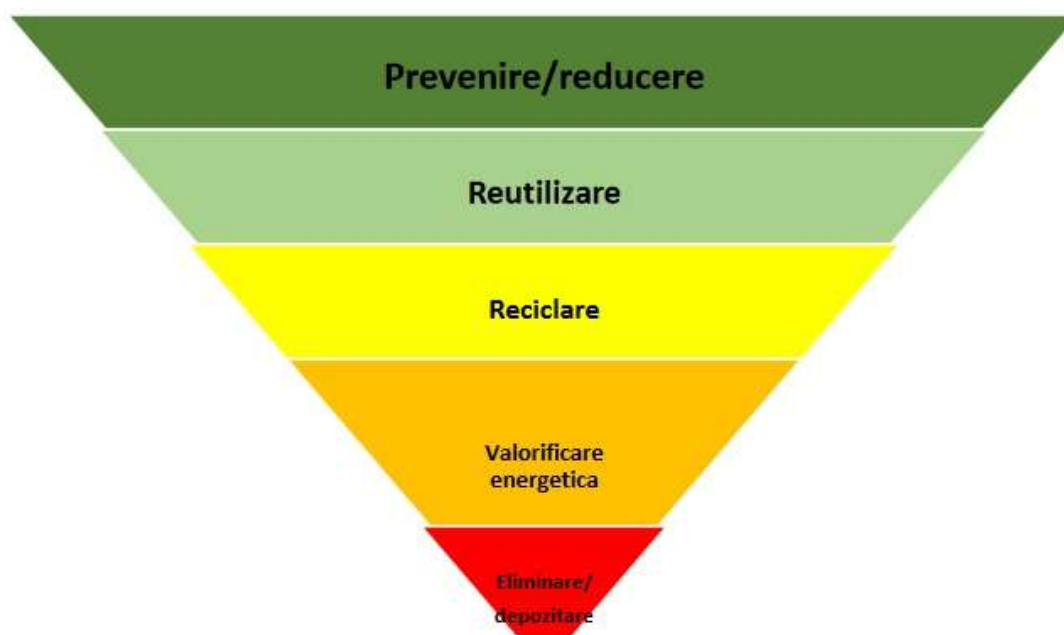 Prevenire/reducere
Reutilizare
Reciclare
Valorificare
energetica
Eliminare/
depozitare